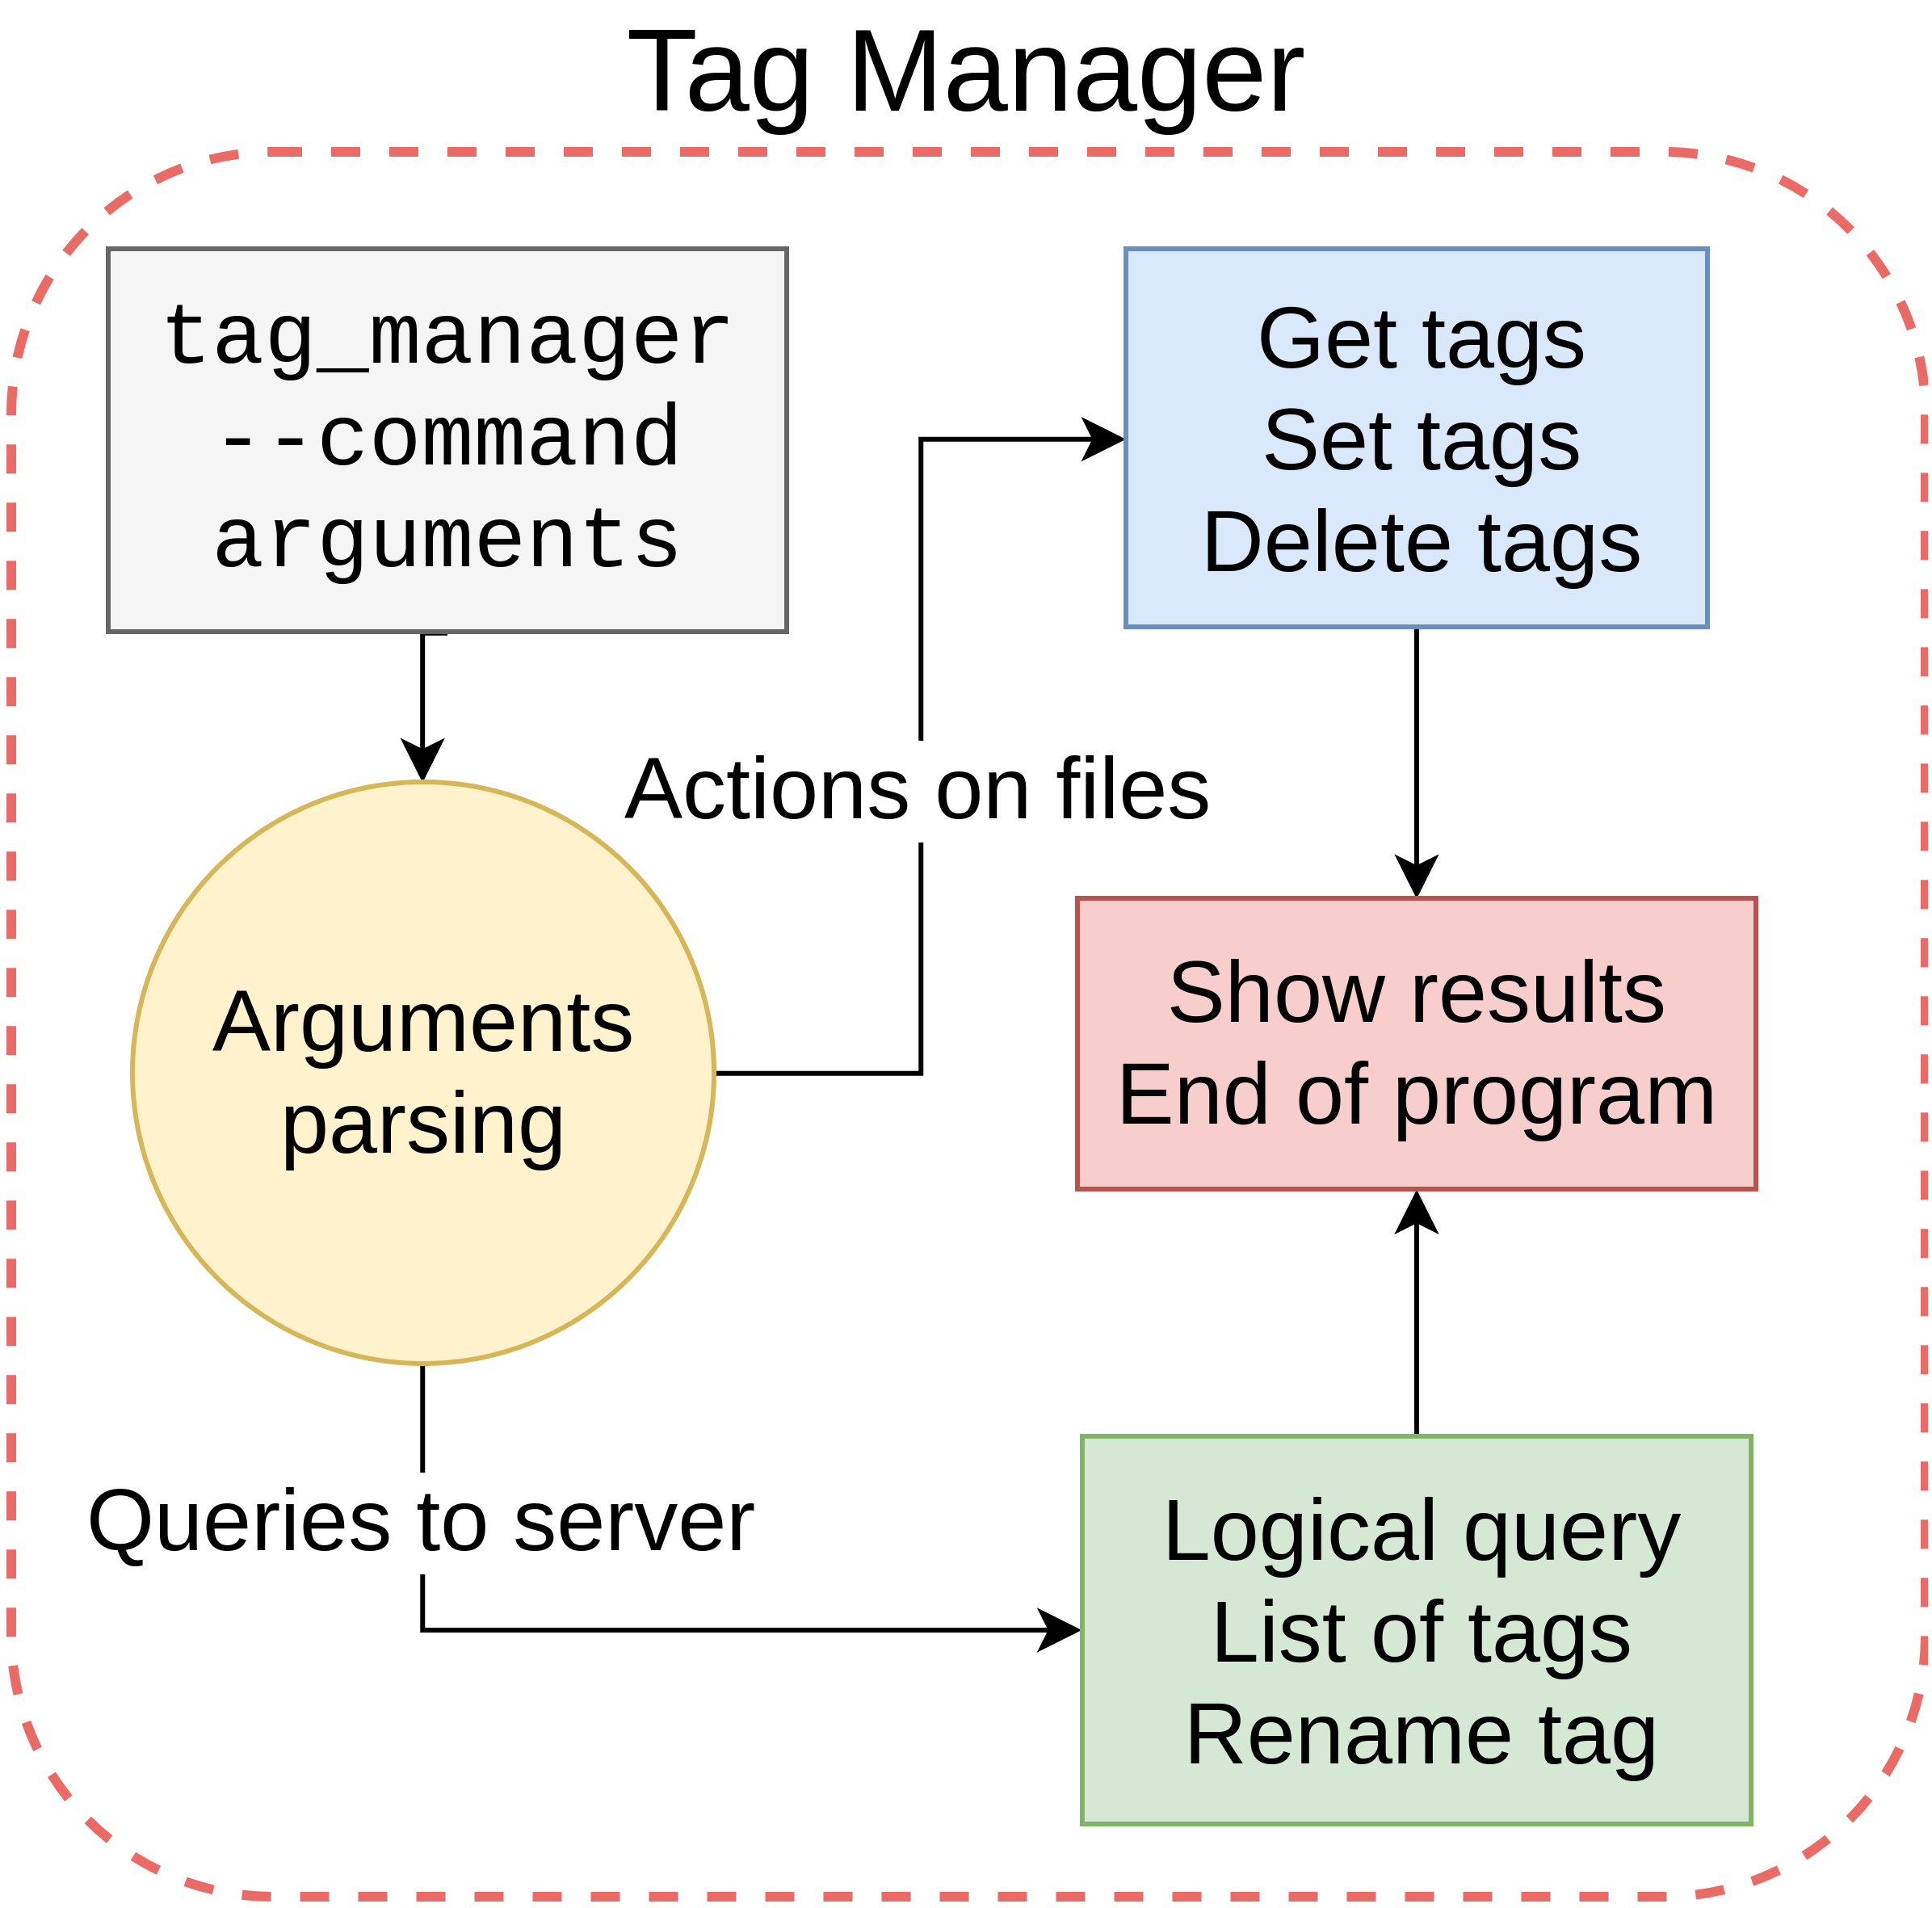 Tag Manager
tag_manager
--command
arguments
Get tags
Set tags
Delete tags
Actions on files
Arguments
parsing
Show results
End of program
Queries to server
Logical query
List of tags
Rename tag